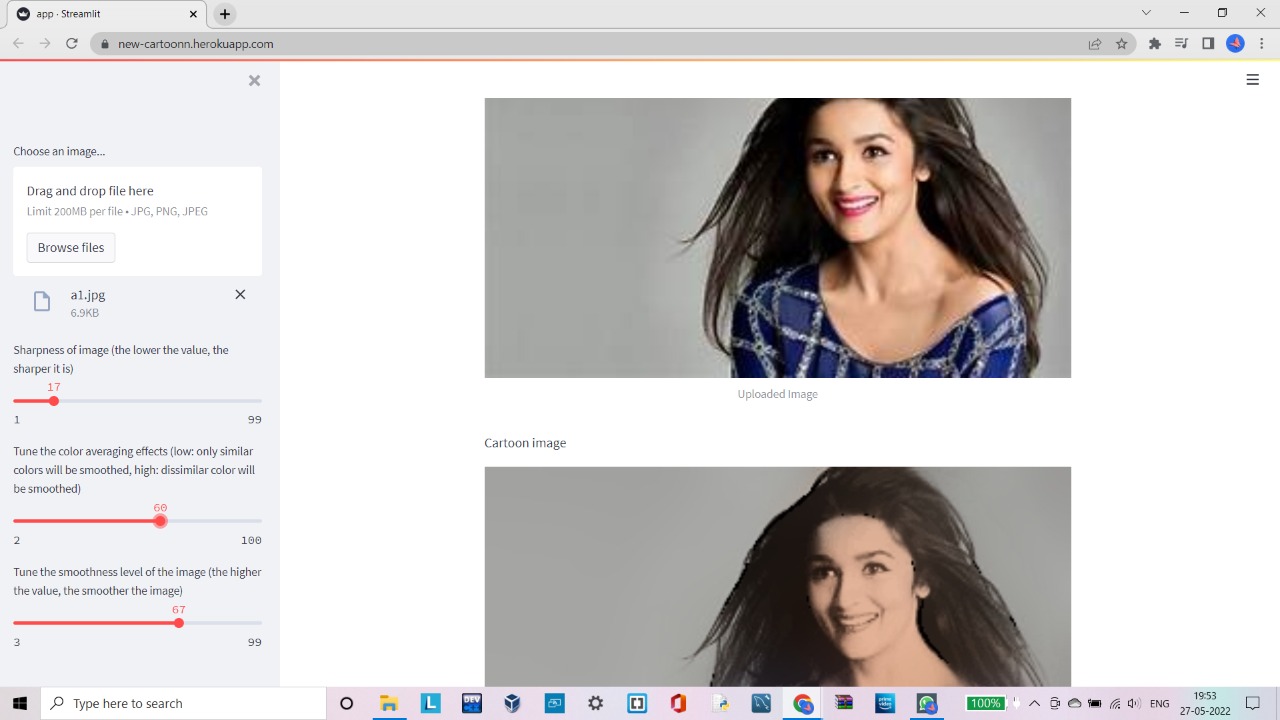 app · Streamlit
new-cartoonn.herokuapp.com
Choose an image...
Drag and drop file here
Limit 200MB per file • JPG, PNG, JPEG
Browse files
a1.jpg
6.9KB
Sharpness of image (the lower the value, the
sharper it is)
17
1 99
Tune the color averaging effects (low: only similar
colors will be smoothed, high: dissimilar color will
be smoothed)
60
2 100
Tune the smoothness level of the image (the higher
the value, the smoother the image)
67
3 99
Uploaded Image
Cartoon image
Type here to search
L
DEV
prime video
100%
ENG
19:53
27-05-2022